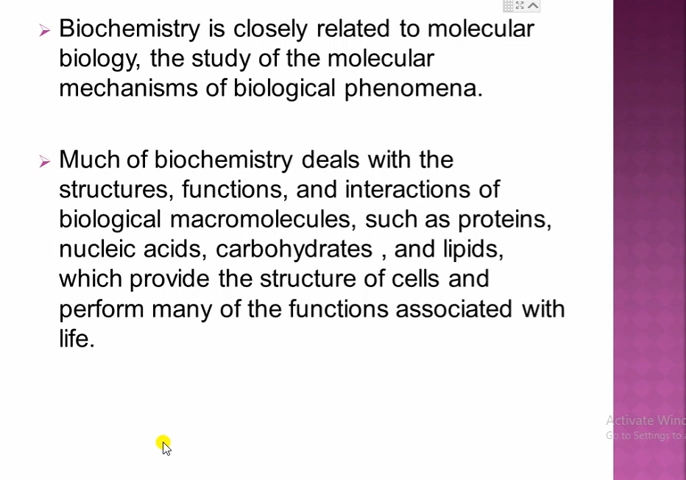 Biochemistry is closely related to molecular
biology, the study of the molecular
mechanisms of biological phenomena.
Much of biochemistry deals with the
structures, functions, and interactions of
biological macromolecules, such as proteins,
nucleic acids, carbohydrates , and lipids,
which provide the structure of cells and
perform many of the functions associated with
life.
Activate Wind
Go to Settings to a